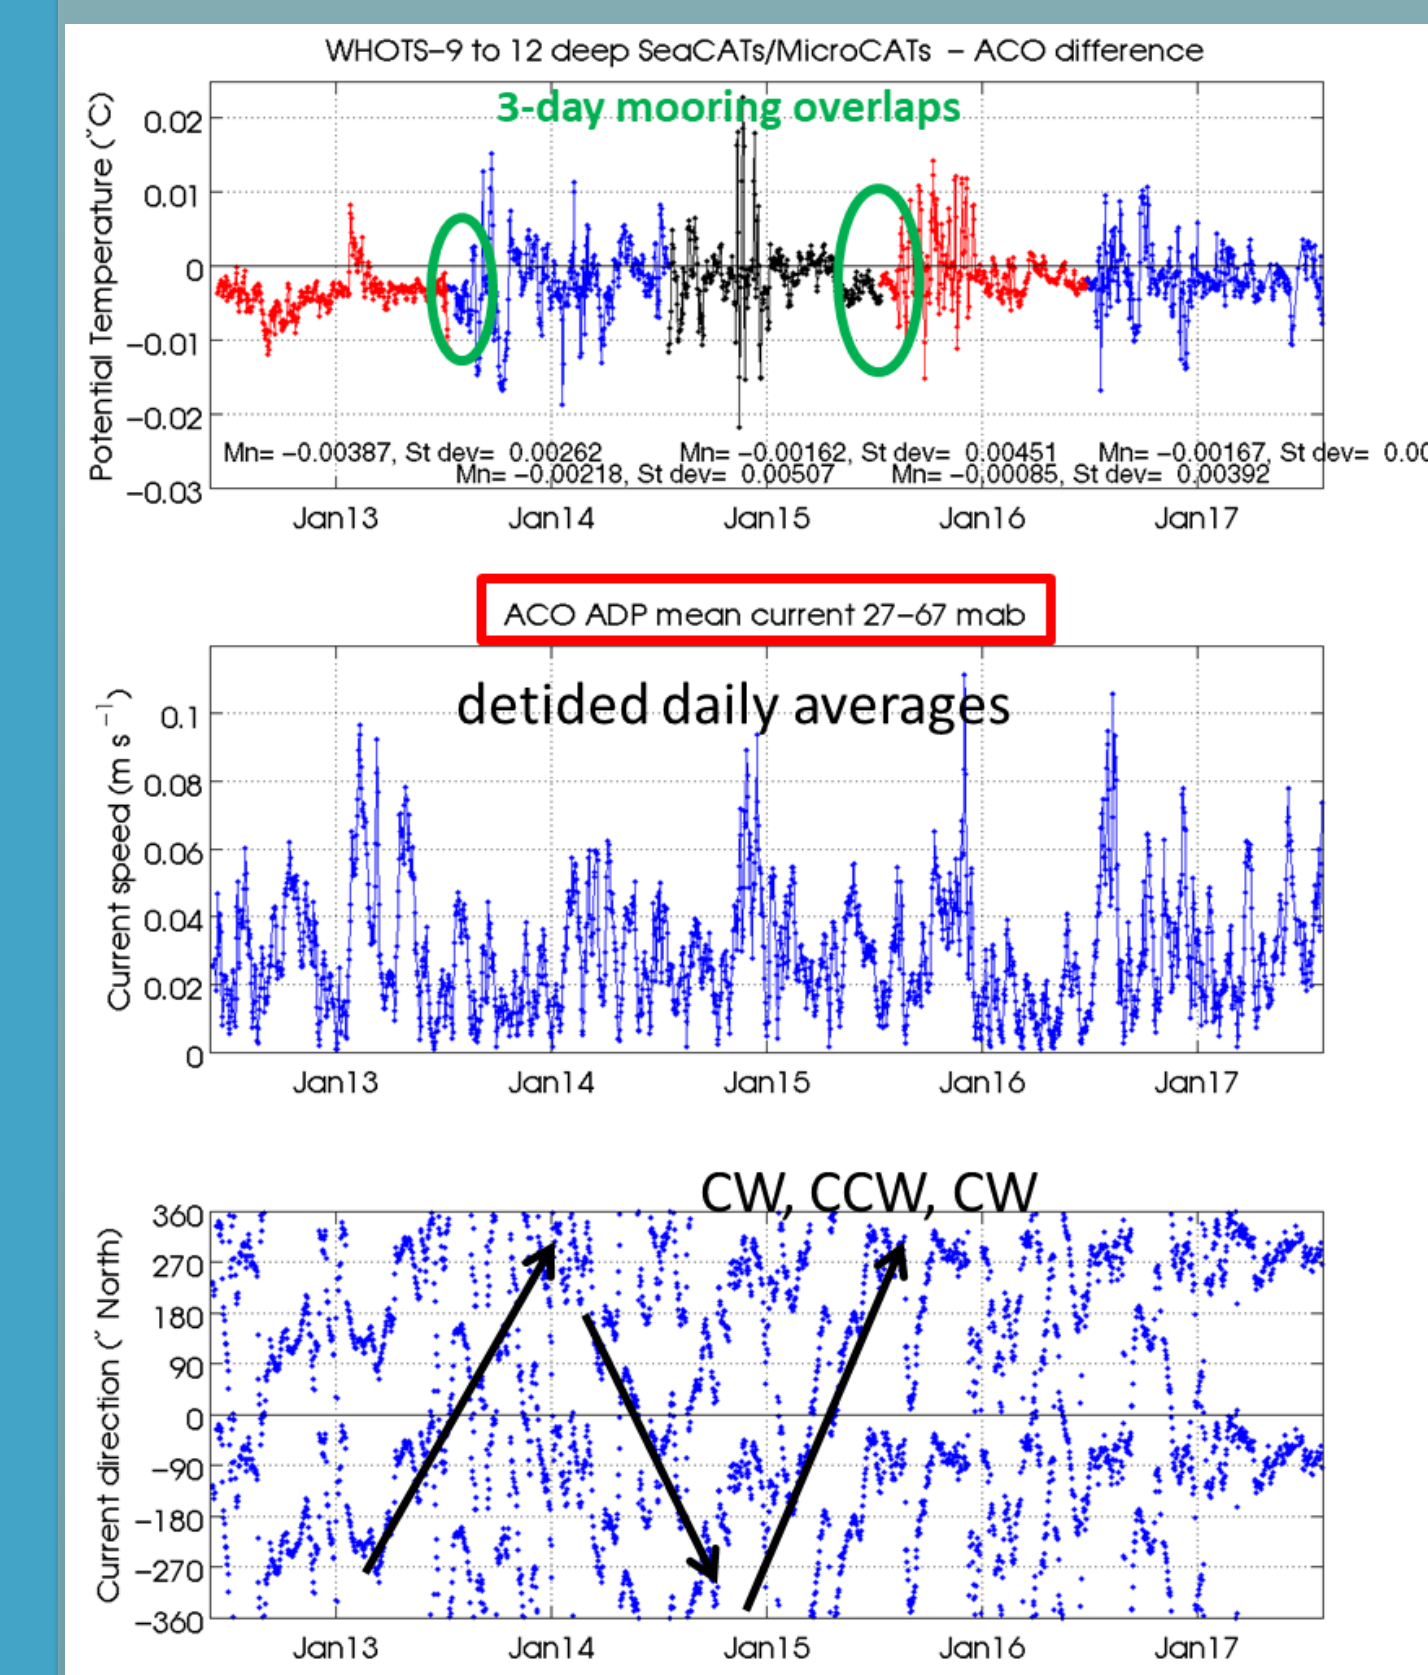 WHOTS−9 to 12 deep SeaCATs/MicroCATs − ACO difference
3-day mooring overlaps
Potential Temperature (˘C)
0.02
0.01
0
−0.01
−0.02
−0.03
Mn= −0.00387, St dev= 0.00262
Mn= −0.00162, St dev= 0.00451
Mn= −0.00167, St dev= 0.00
Mn= −0.00218, St dev= 0.00507
Mn= −0.00085, St dev= 0.00392
Jan13 Jan14 Jan15 Jan16 Jan17
ACO ADP mean current 27−67 mab
detided daily averages
Current speed (m s⁻¹)
0.1
0.08
0.06
0.04
0.02
0
Jan13 Jan14 Jan15 Jan16 Jan17
CW, CCW, CW
Current direction (˘ North)
360
270
180
90
0
−90
−180
−270
−360
Jan13 Jan14 Jan15 Jan16 Jan17